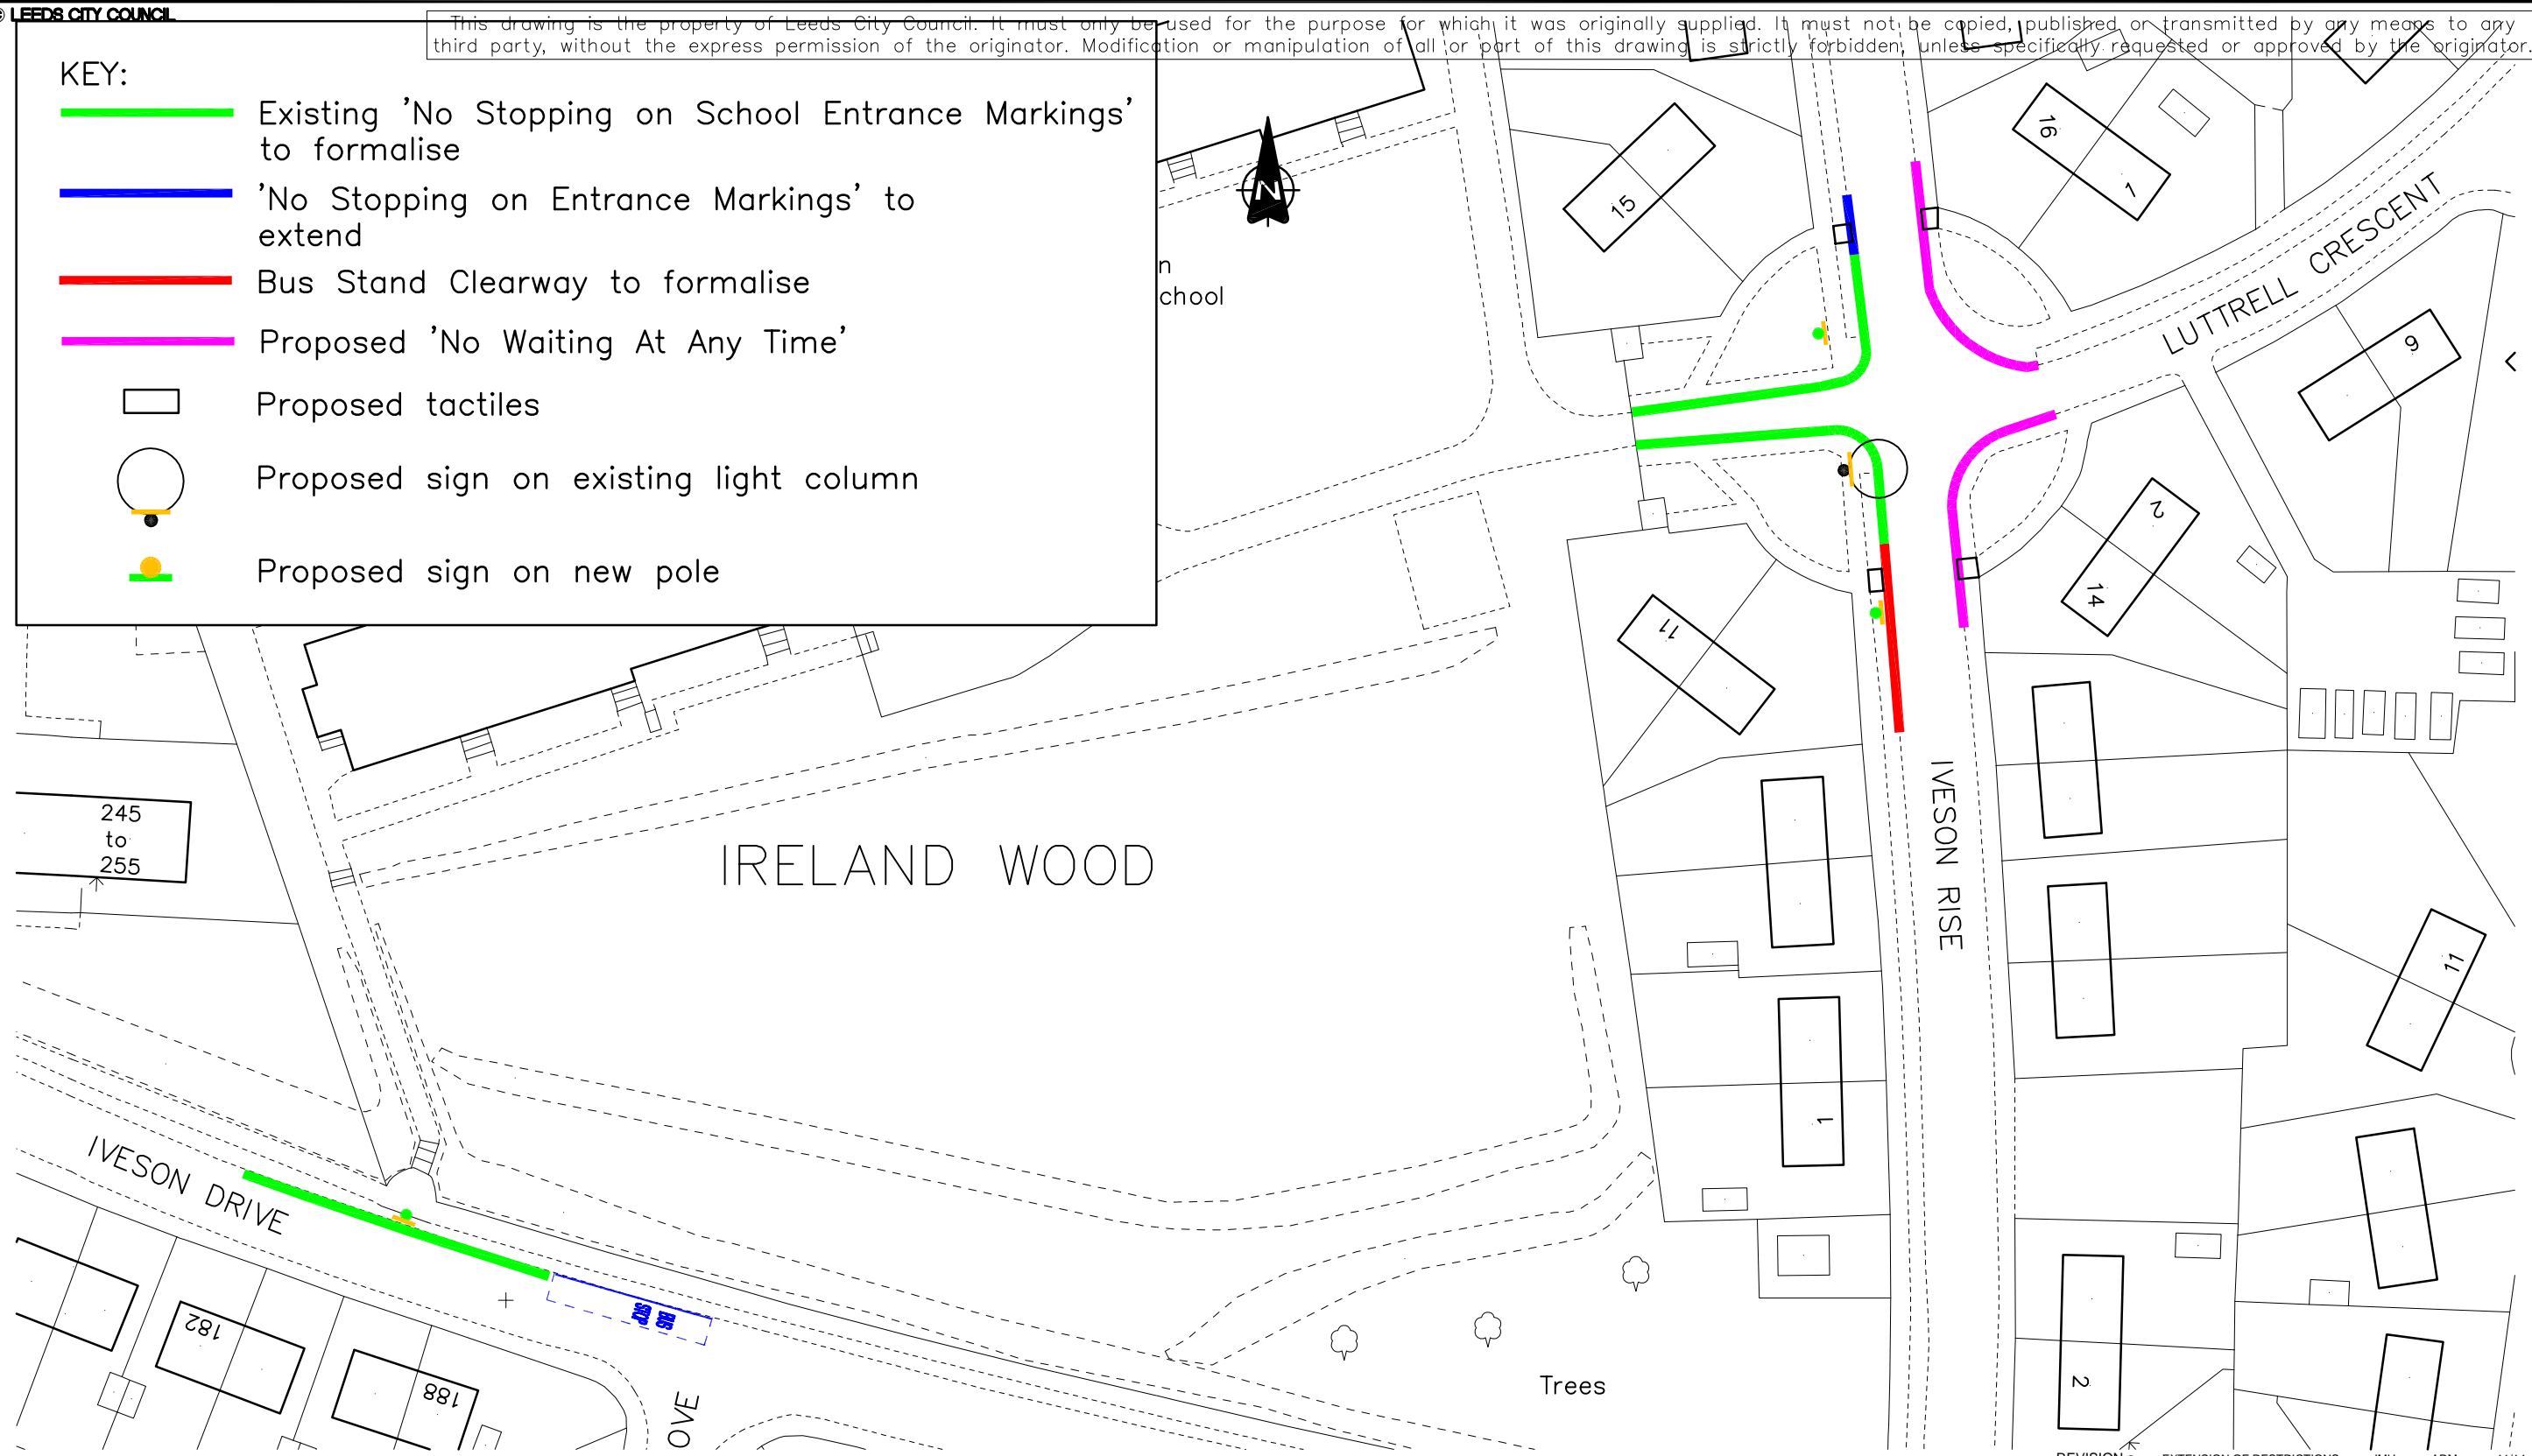 © LEEDS CITY COUNCIL
This drawing is the property of Leeds City Council. It must only be used for the purpose for which it was originally supplied. It must not be copied, published or transmitted by any means to any
third party, without the express permission of the originator. Modification or manipulation of all or part of this drawing is strictly forbidden, unless specifically requested or approved by the originator.
KEY:
Existing 'No Stopping on School Entrance Markings'
to formalise
'No Stopping on Entrance Markings' to
extend
Bus Stand Clearway to formalise
Proposed 'No Waiting At Any Time'
Proposed tactiles
Proposed sign on existing light column
Proposed sign on new pole
N
n
chool
15
16
1
LUTTRELL CRESCENT
9
2
14
11
IVESON RISE
11
1
2
IRELAND WOOD
245
to
255
IVESON DRIVE
BUS
STOP
182
188
OVE
Trees
REVISION
EXTENSION OF RESTRICTIONS